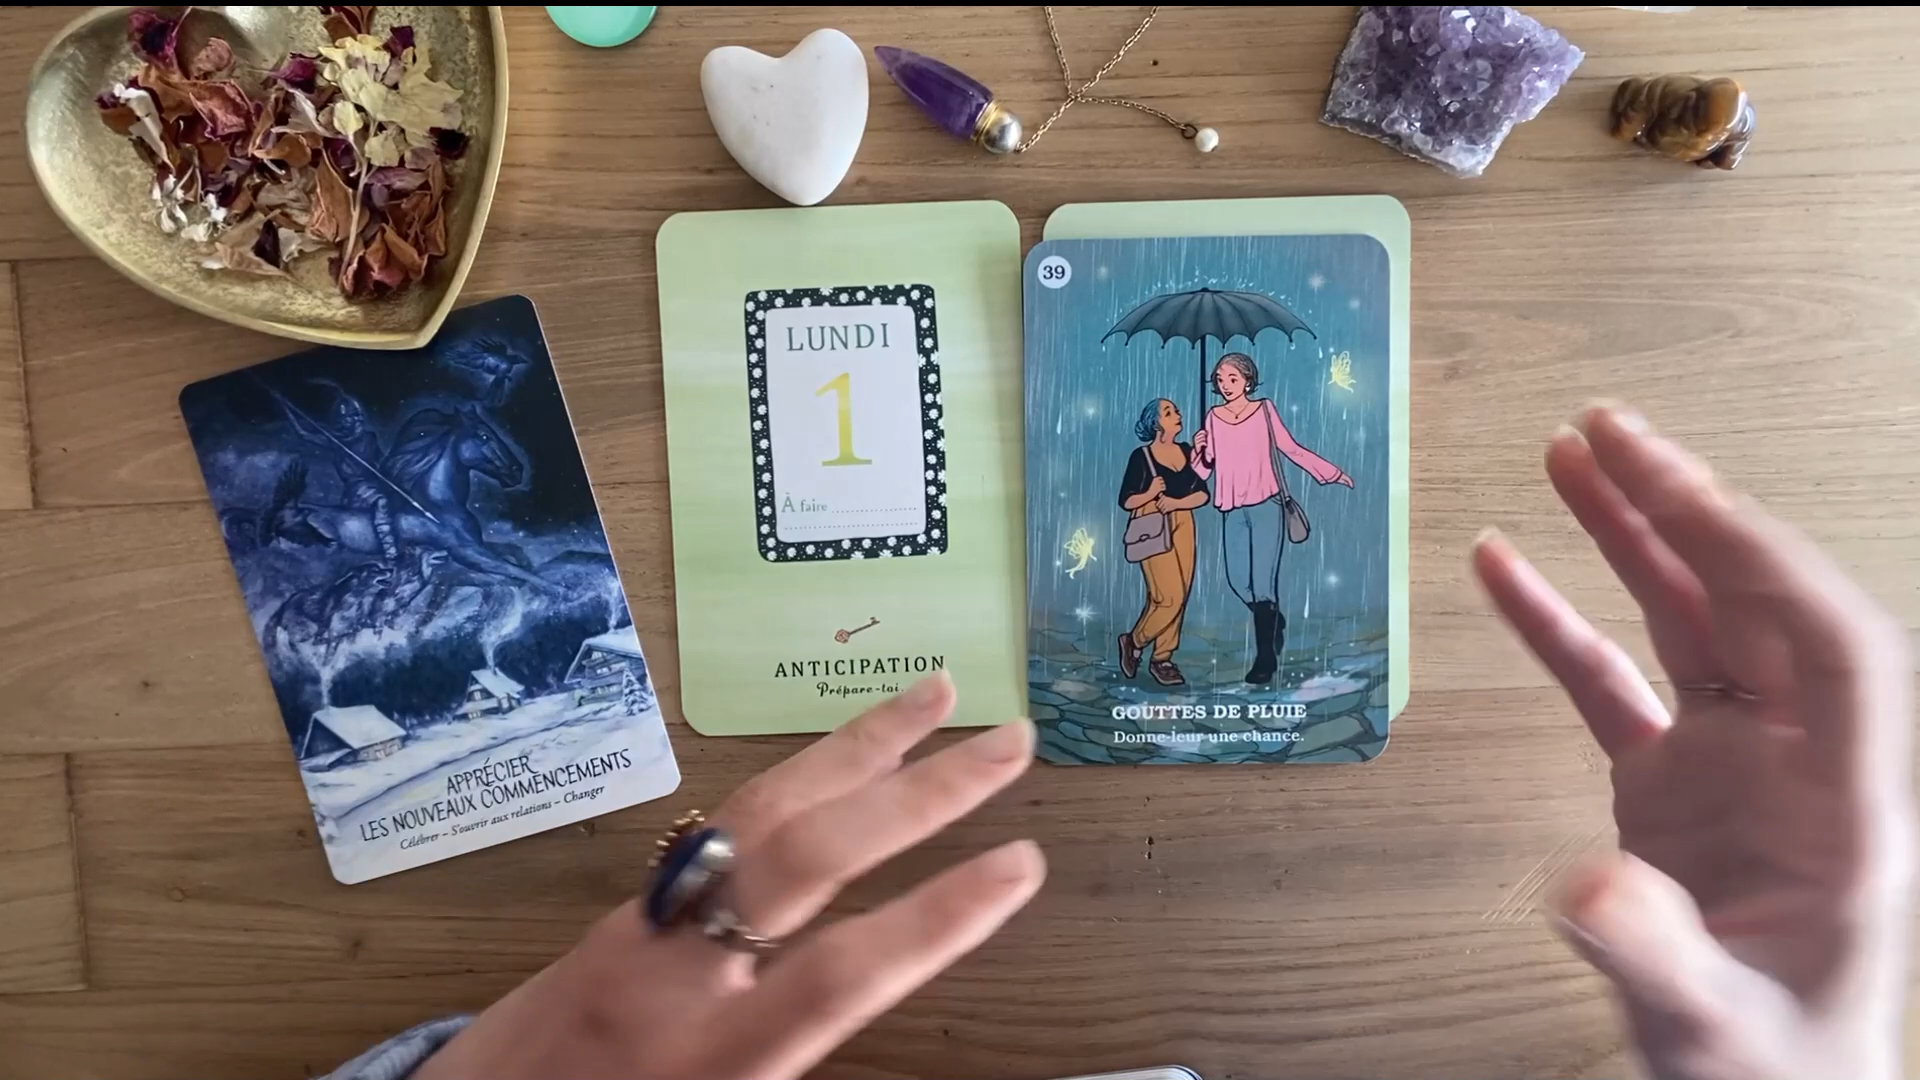 APPRÉCIER
LES NOUVEAUX COMMENCEMENTS
Célébrer – S'ouvrir aux relations – Changer
LUNDI
1
À faire ....................
..............................
ANTICIPATION
Prépare-toi.
39
GOUTTES DE PLUIE
Donne-leur une chance.